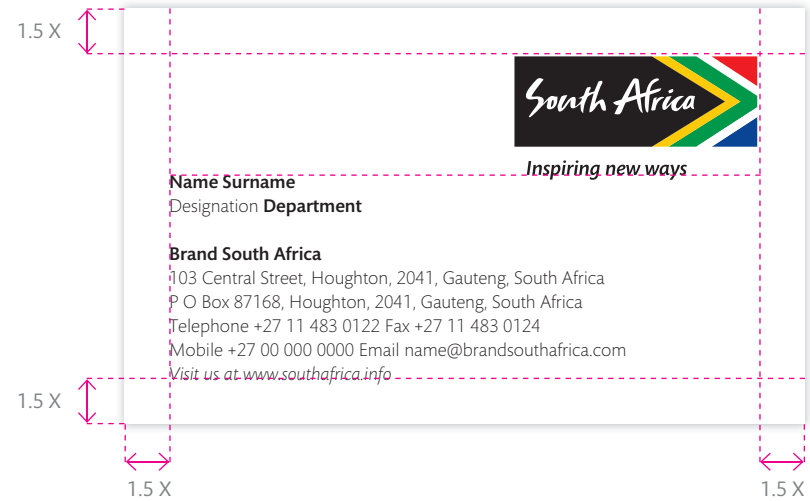 1.5 X
South Africa
Inspiring new ways
Name Surname
Designation Department
Brand South Africa
103 Central Street, Houghton, 2041, Gauteng, South Africa
P O Box 87168, Houghton, 2041, Gauteng, South Africa
Telephone +27 11 483 0122 Fax +27 11 483 0124
Mobile +27 00 000 0000 Email name@brandsouthafrica.com
Visit us at www.southafrica.info
1.5 X
1.5 X
1.5 X